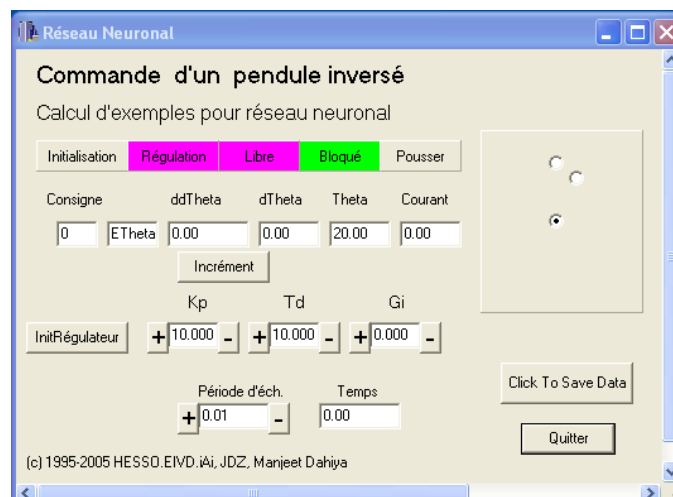 Réseau Neuronal
Commande d'un pendule inversé
Calcul d'exemples pour réseau neuronal
Initialisation Régulation Libre Bloqué Pousser
Consigne ddTheta dTheta Theta Courant
0 ETheta 0.00 0.00 20.00 0.00
Incrément
Kp Td Gi
InitRégulateur + 10.000 - + 10.000 - + 0.000 -
Click To Save Data
Période d'éch. Temps
+ 0.01 - 0.00
Quitter
(c) 1995-2005 HESSO.EIVD.iAi, JDZ, Manjeet Dahiya